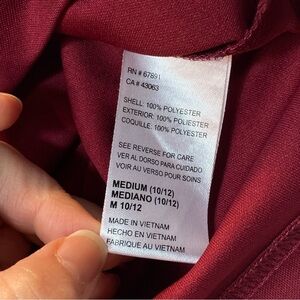 RN # 67891
CA # 43063
SHELL: 100% POLYESTER
EXTERIOR: 100% POLIESTER
COQUILLE: 100% POLYESTER
SEE REVERSE FOR CARE
VER AL DORSO PARA CUIDADO
VOIR AU VERSO POUR SOINS
MEDIUM (10/12)
MEDIANO (10/12)
M 10/12
MADE IN VIETNAM
HECHO EN VIETNAM
FABRIQUE AU VIETNAM